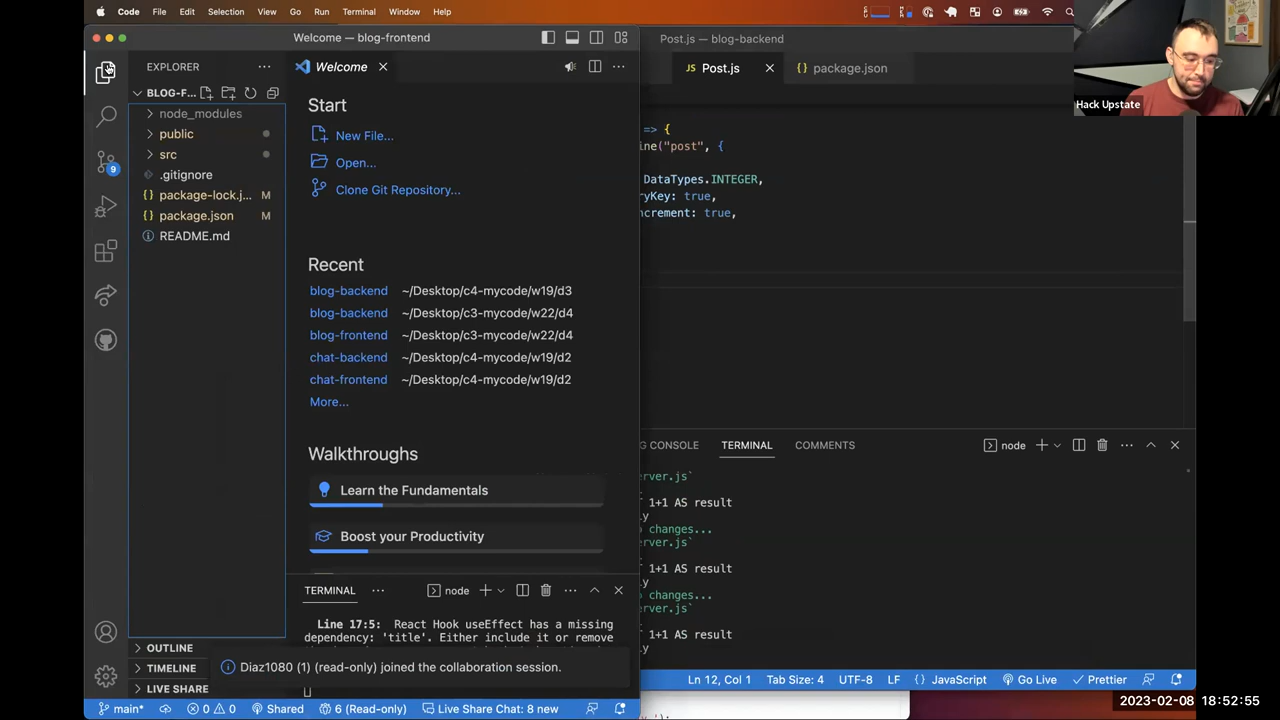 Code File Edit Selection View Go Run Terminal Window Help
Welcome — blog-frontend
EXPLORER
BLOG-F...
node_modules
public
src
.gitignore
package-lock.j... M
package.json M
README.md
9
OUTLINE
TIMELINE
LIVE SHARE
Welcome
Start
New File...
Open...
Clone Git Repository...
Recent
blog-backend ~/Desktop/c4-mycode/w19/d3
blog-backend ~/Desktop/c3-mycode/w22/d4
blog-frontend ~/Desktop/c3-mycode/w22/d4
chat-backend ~/Desktop/c4-mycode/w19/d2
chat-frontend ~/Desktop/c4-mycode/w19/d2
More...
Walkthroughs
Learn the Fundamentals
Boost your Productivity
TERMINAL
node
Line 17:5: React Hook useEffect has a missing
dependency: 'title'. Either include it or remove
Diaz1080 (1) (read-only) joined the collaboration session.
main* 0 0 Shared 6 (Read-only) Live Share Chat: 8 new
Post.js — blog-backend
JS Post.js
{} package.json
=> {
ine("post", {
DataTypes.INTEGER,
ryKey: true,
crement: true,
G CONSOLE TERMINAL COMMENTS
node
erver.js`
1+1 AS result
y
changes...
erver.js`
1+1 AS result
y
changes...
erver.js`
1+1 AS result
y
Ln 12, Col 1 Tab Size: 4 UTF-8 LF {} JavaScript Go Live Prettier
Hack Upstate
2023-02-08 18:52:55